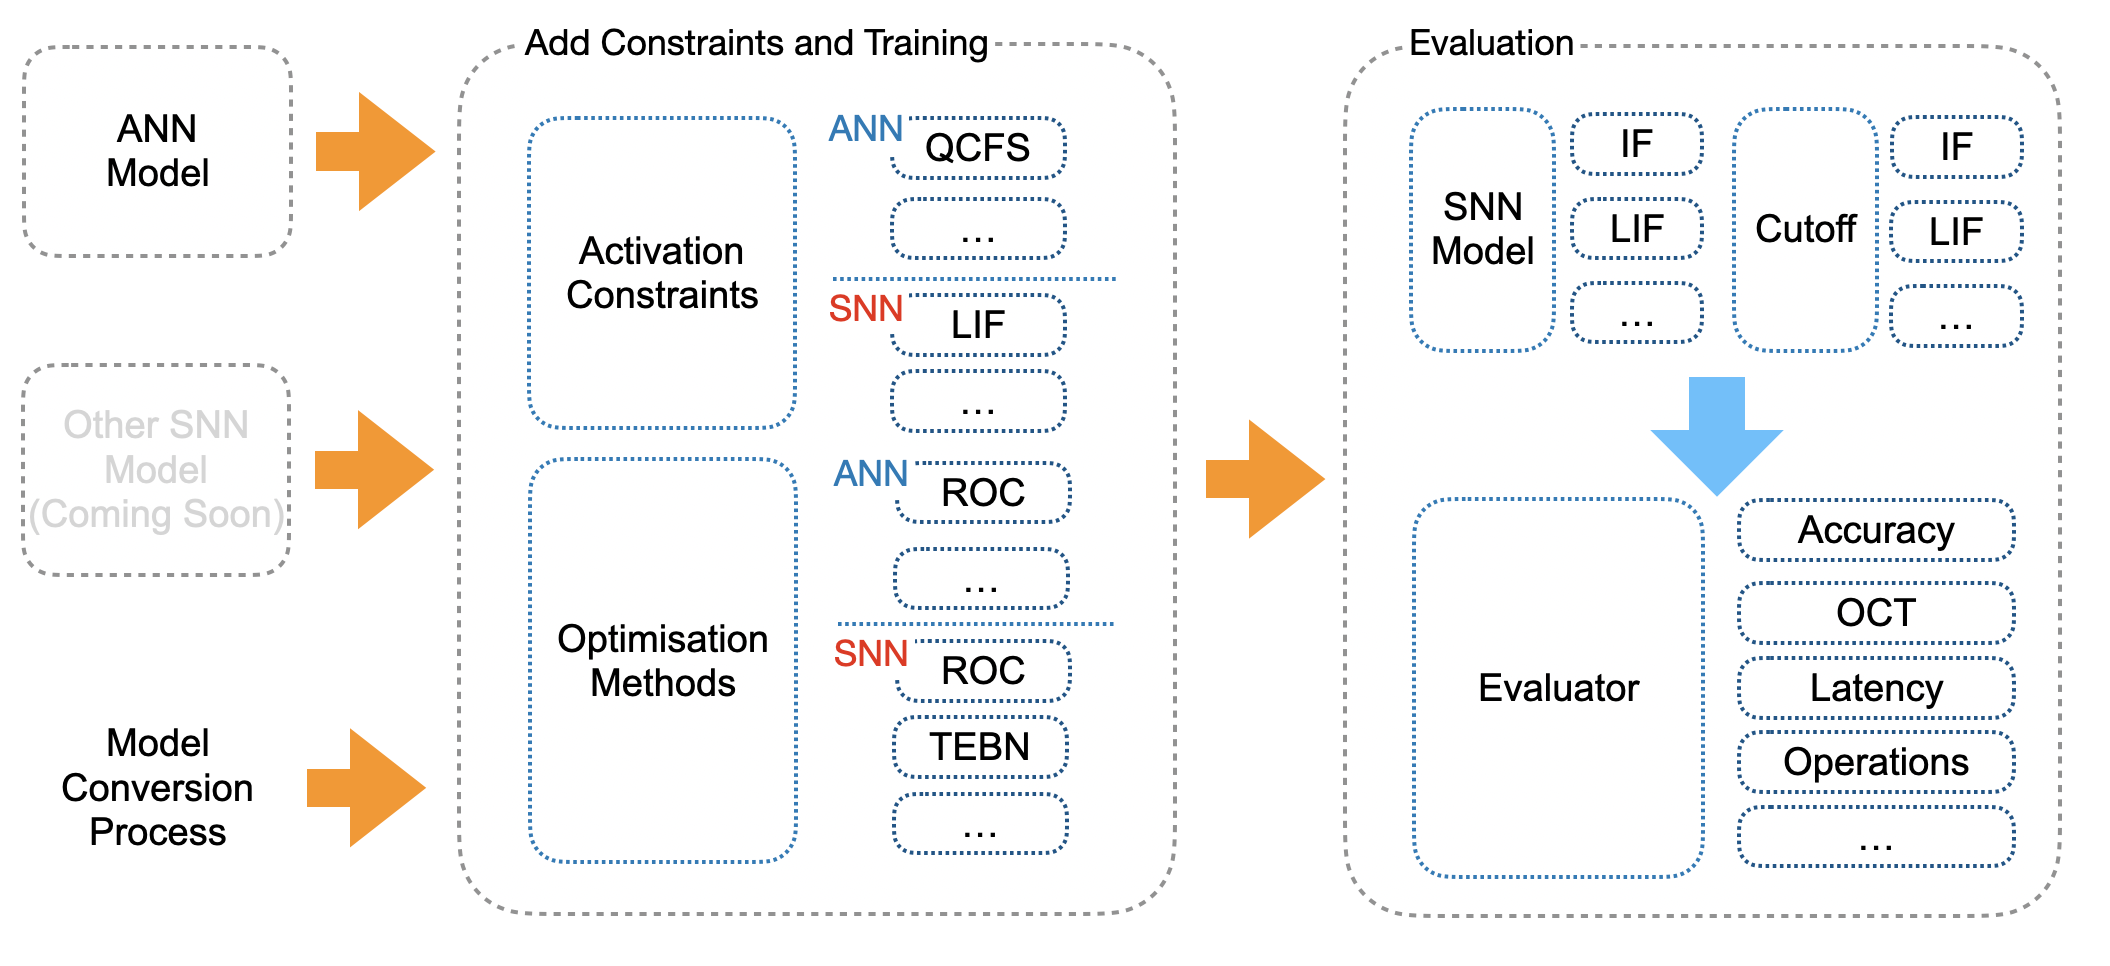 ANN
Model
Other SNN
Model
(Coming Soon)
Model
Conversion
Process
Add Constraints and Training
Activation
Constraints
ANN
QCFS
...
SNN
LIF
...
Optimisation
Methods
ANN
ROC
...
SNN
ROC
TEBN
...
Evaluation
SNN
Model
IF
LIF
...
Cutoff
IF
LIF
...
Evaluator
Accuracy
OCT
Latency
Operations
...